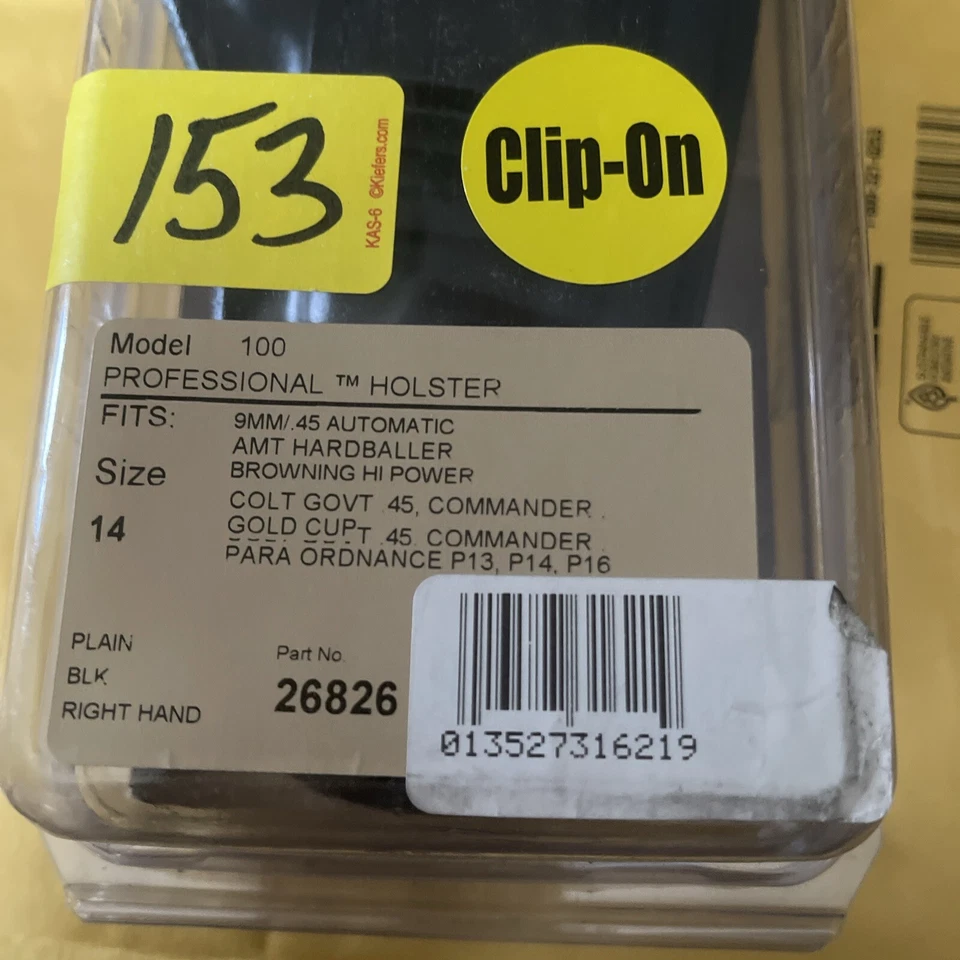 153
KAS-6 ©Kiefers.com
Clip-On
Model 100
PROFESSIONAL ™ HOLSTER
FITS:
9MM/.45 AUTOMATIC
AMT HARDBALLER
BROWNING HI POWER
Size
COLT GOVT .45, COMMANDER
14
GOLD CUPT .45. COMMANDER
PARA ORDNANCE P13, P14, P16
PLAIN
BLK
RIGHT HAND
Part No.
26826
013527316219